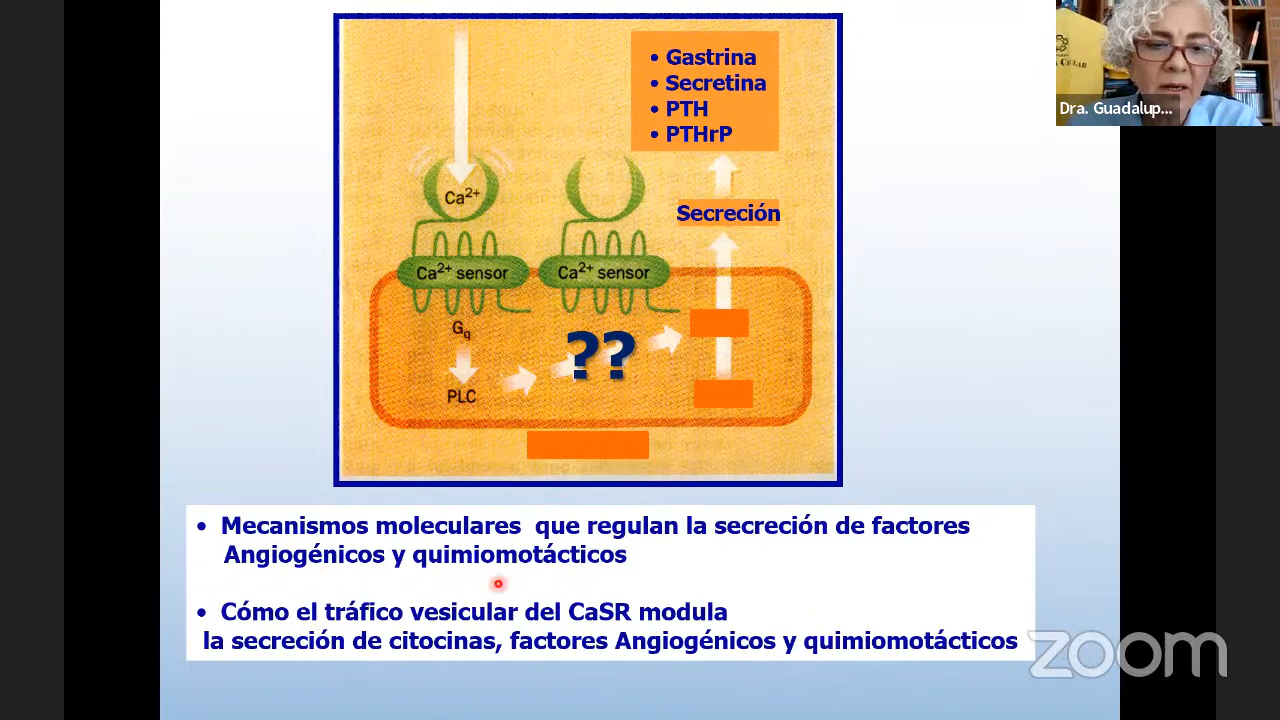 • Gastrina
• Secretina
• PTH
• PTHrP
Dra. Guadalup...
Ca2+
Secreción
Ca2+ sensor
Ca2+ sensor
Gq
??
PLC
• Mecanismos moleculares que regulan la secreción de factores
Angiogénicos y quimiomotácticos
• Cómo el tráfico vesicular del CaSR modula
la secreción de citocinas, factores Angiogénicos y quimiomotácticos
zoom